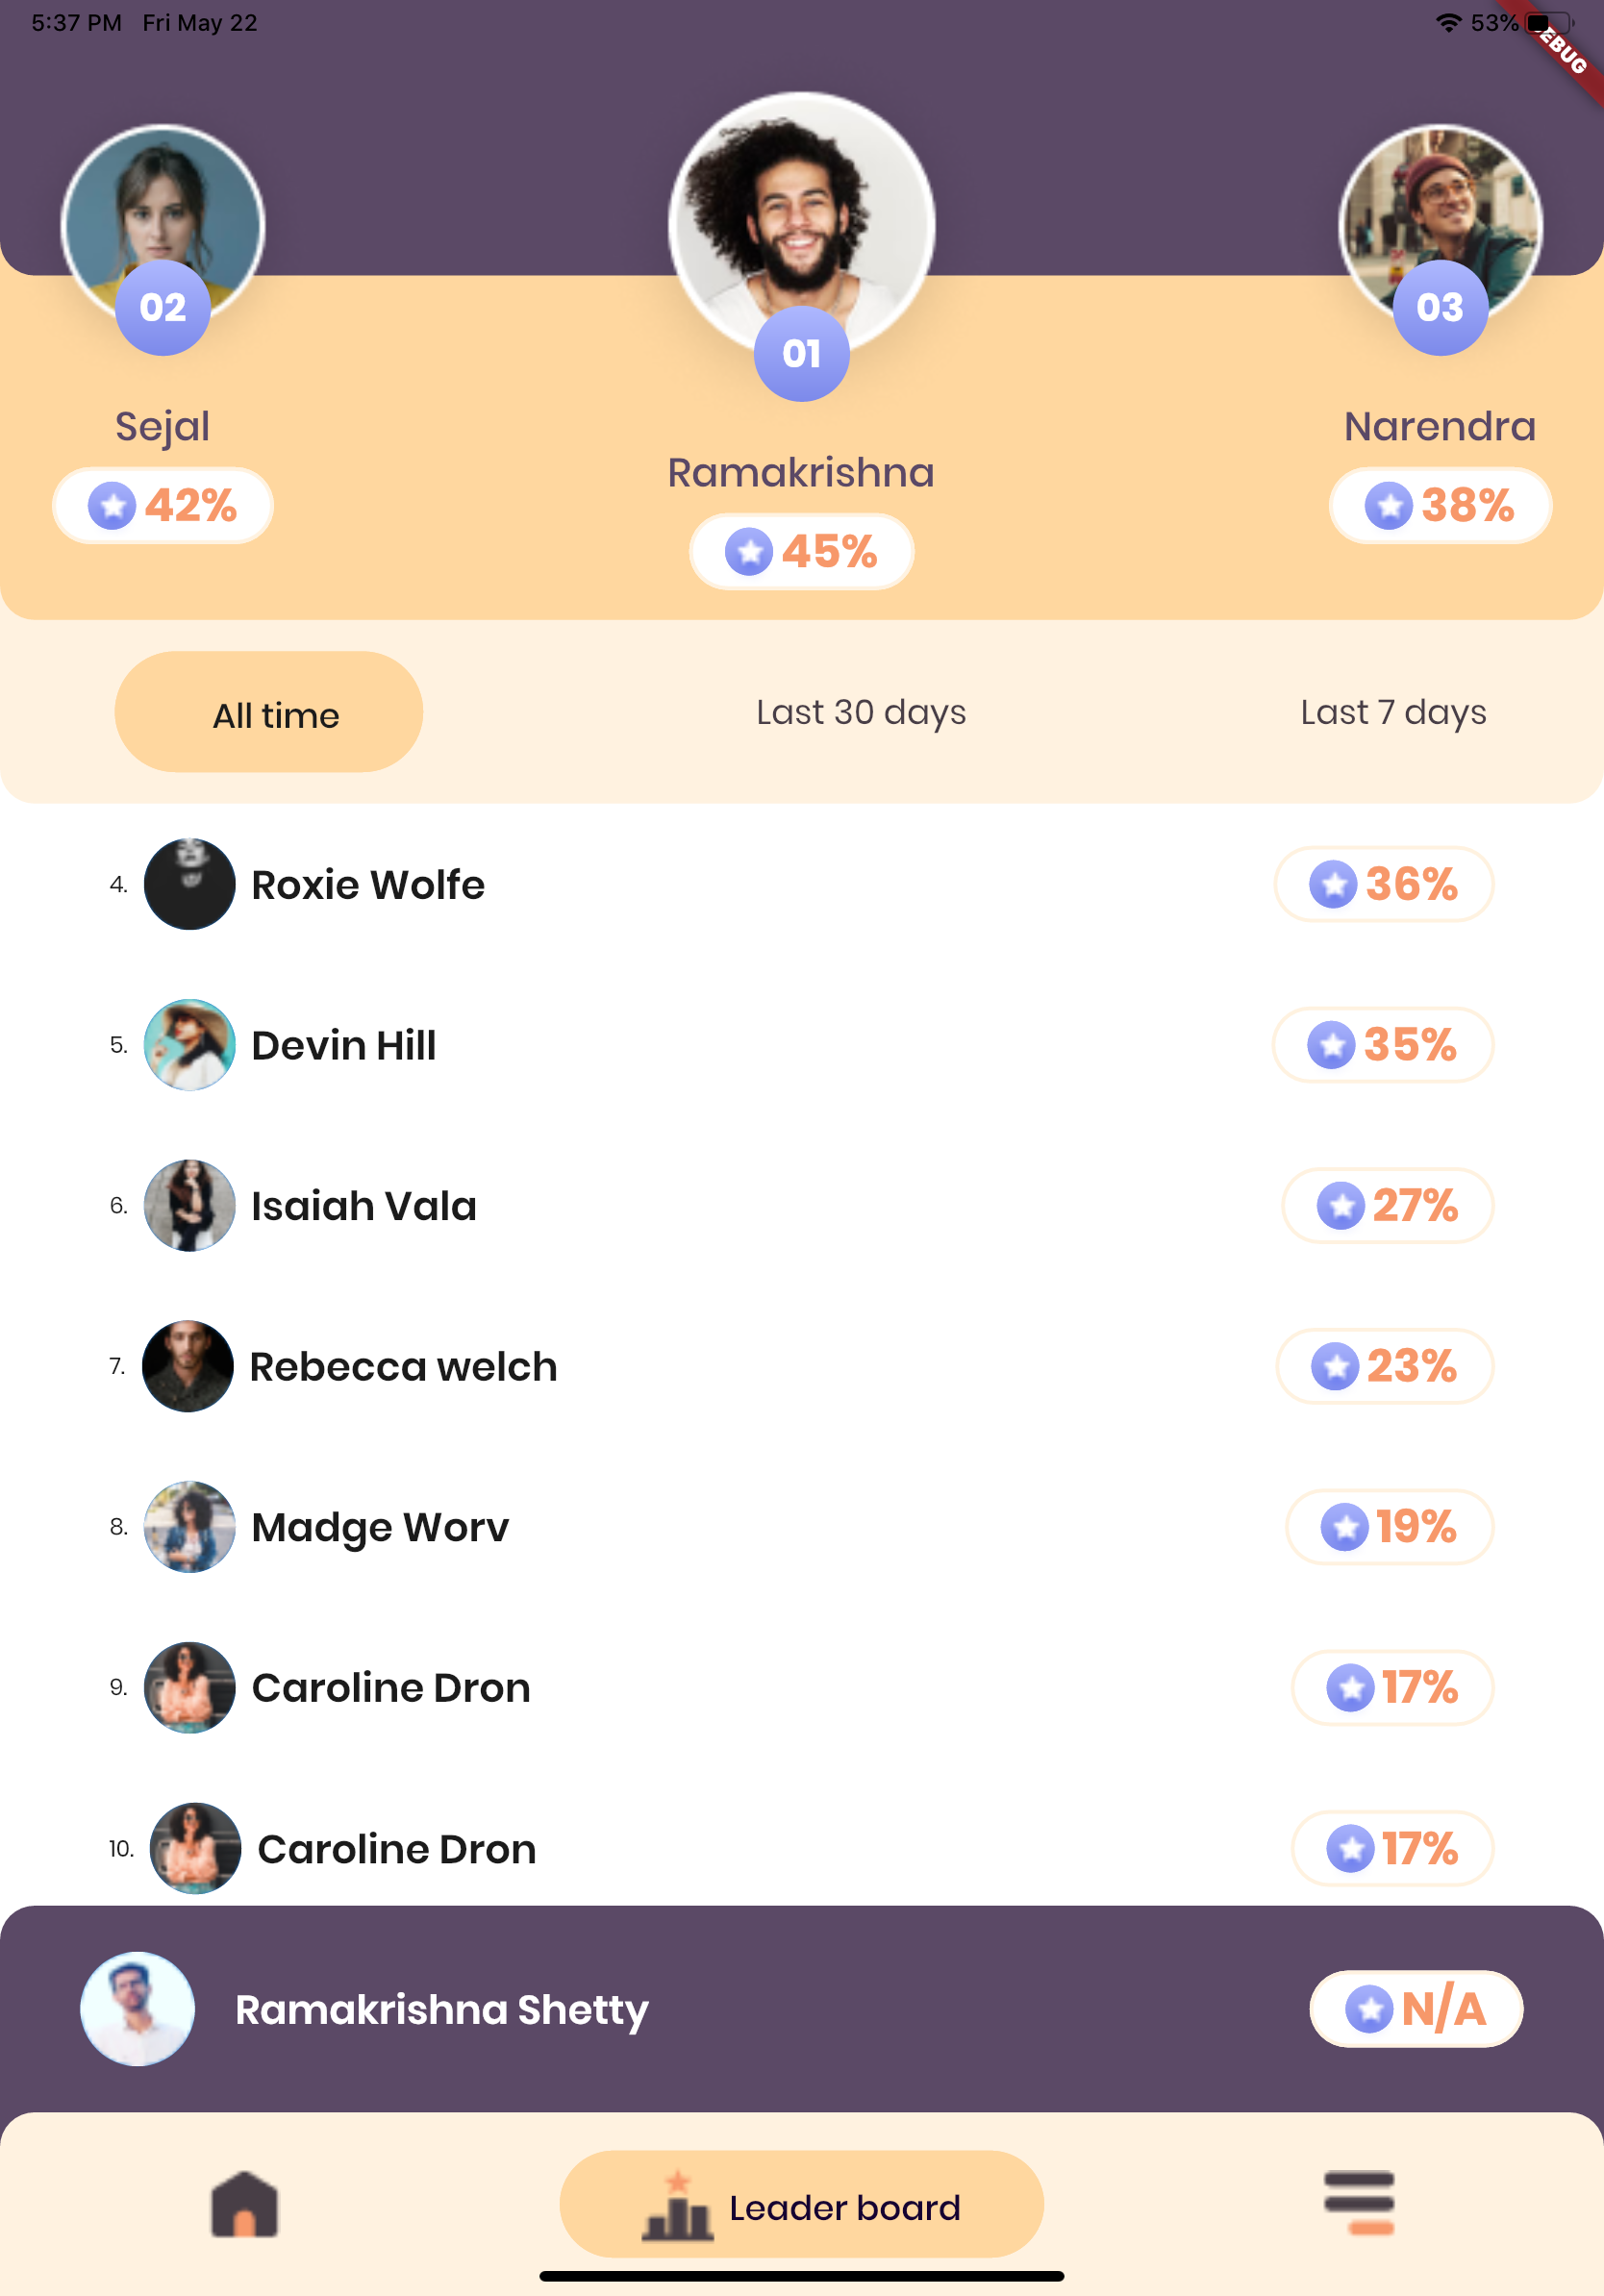 5:37 PM Fri May 22
53%
EBUG
02
01
03
Sejal
Ramakrishna
Narendra
42%
45%
38%
All time
Last 30 days
Last 7 days
4. Roxie Wolfe 36%
5. Devin Hill 35%
6. Isaiah Vala 27%
7. Rebecca welch 23%
8. Madge Worv 19%
9. Caroline Dron 17%
10. Caroline Dron 17%
Ramakrishna Shetty N/A
Leader board